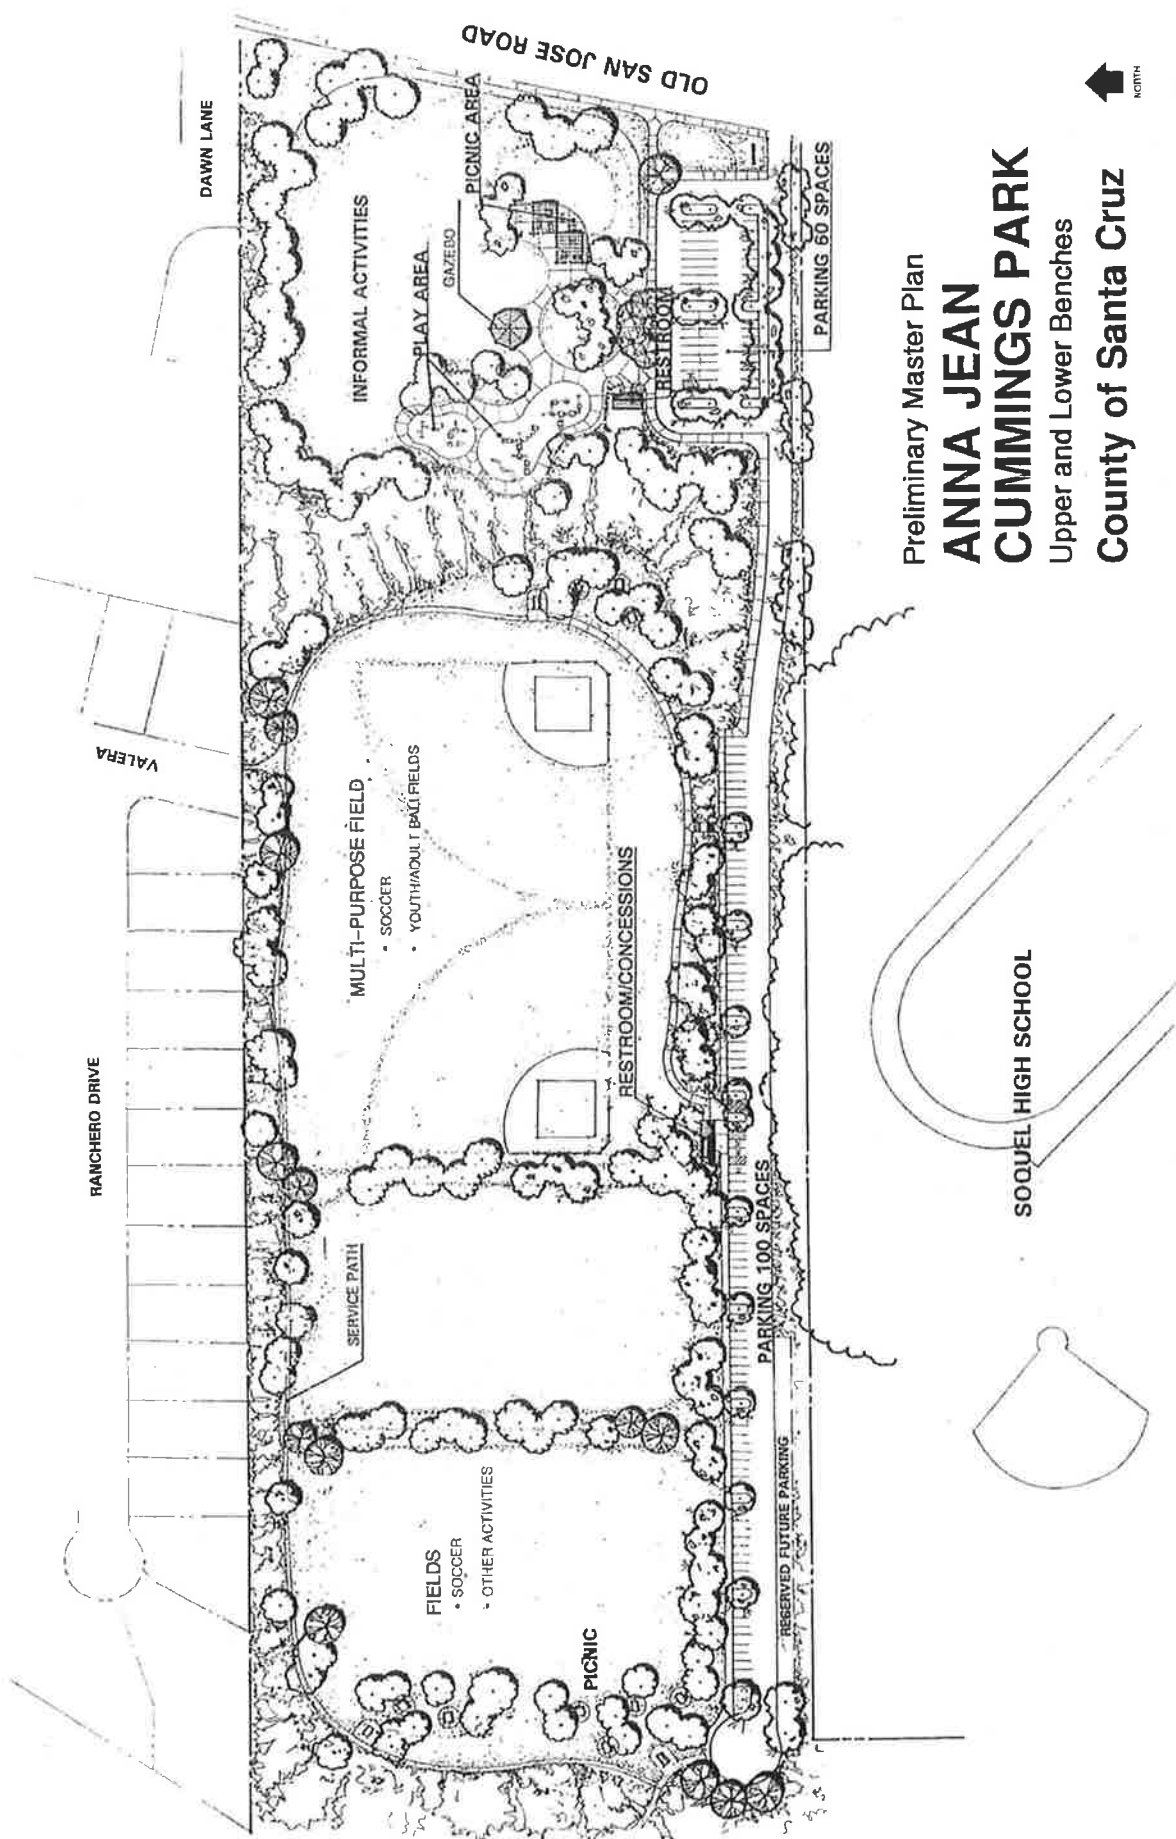 OLD SAN JOSE ROAD
DAWN LANE
PICNIC AREA
INFORMAL ACTIVITIES
PLAY AREA
GAZEBO
RESTROOM
PARKING 60 SPACES
VALERA
MULTI-PURPOSE FIELD
• SOCCER
• YOUTH/ADULT BALL FIELDS
RESTROOM/CONCESSIONS
RANCHERO DRIVE
SERVICE PATH
PARKING 100 SPACES
FIELDS
• SOCCER
• OTHER ACTIVITIES
PICNIC
RESERVED FUTURE PARKING
SOQUEL HIGH SCHOOL
Preliminary Master Plan
ANNA JEAN
CUMMINGS PARK
Upper and Lower Benches
County of Santa Cruz
NORTH